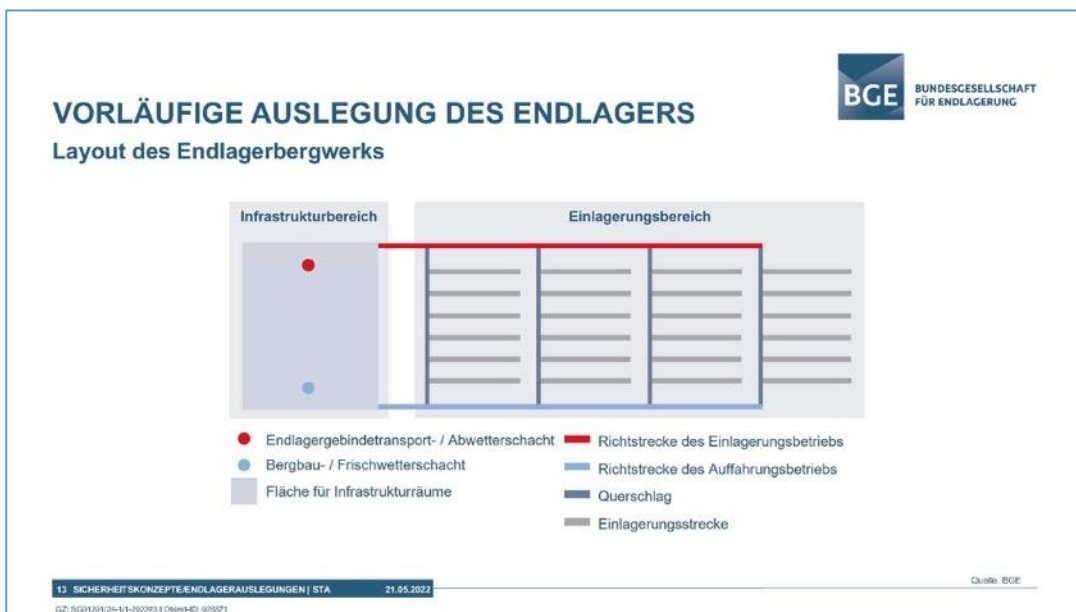 BGE
BUNDESGESELLSCHAFT
FÜR ENDLAGERUNG
VORLÄUFIGE AUSLEGUNG DES ENDLAGERS
Layout des Endlagerbergwerks
Infrastrukturbereich
Einlagerungsbereich
Endlagergebindetransport- / Abwetterschacht
Bergbau- / Frischwetterschacht
Fläche für Infrastrukturräume
Richtstrecke des Einlagerungsbetriebs
Richtstrecke des Auffahrungsbetriebs
Querschlag
Einlagerungsstrecke
Quelle: BGE
13 SICHERHEITSKONZEPTE/ENDLAGERAUSLEGUNGEN | STA 21.05.2022